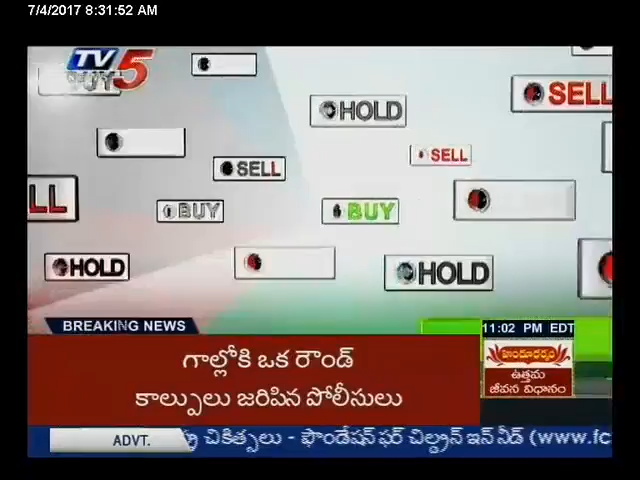 7/4/2017 8:31:52 AM
TV5
BUY
HOLD
SELL
SELL
SELL
LL
BUY
BUY
HOLD
HOLD
BREAKING NEWS
11:02 PM EDT
గాల్లోకి ఒక రౌండ్
కాల్పులు జరిపిన పోలీసులు
హిందూధర్మం
ఉత్తమ
జీవన విధానం
ADVT.
చికిత్సలు - ఫౌండేషన్ ఫర్ చిల్డ్రన్ ఇన్ నీడ్ (www.fc